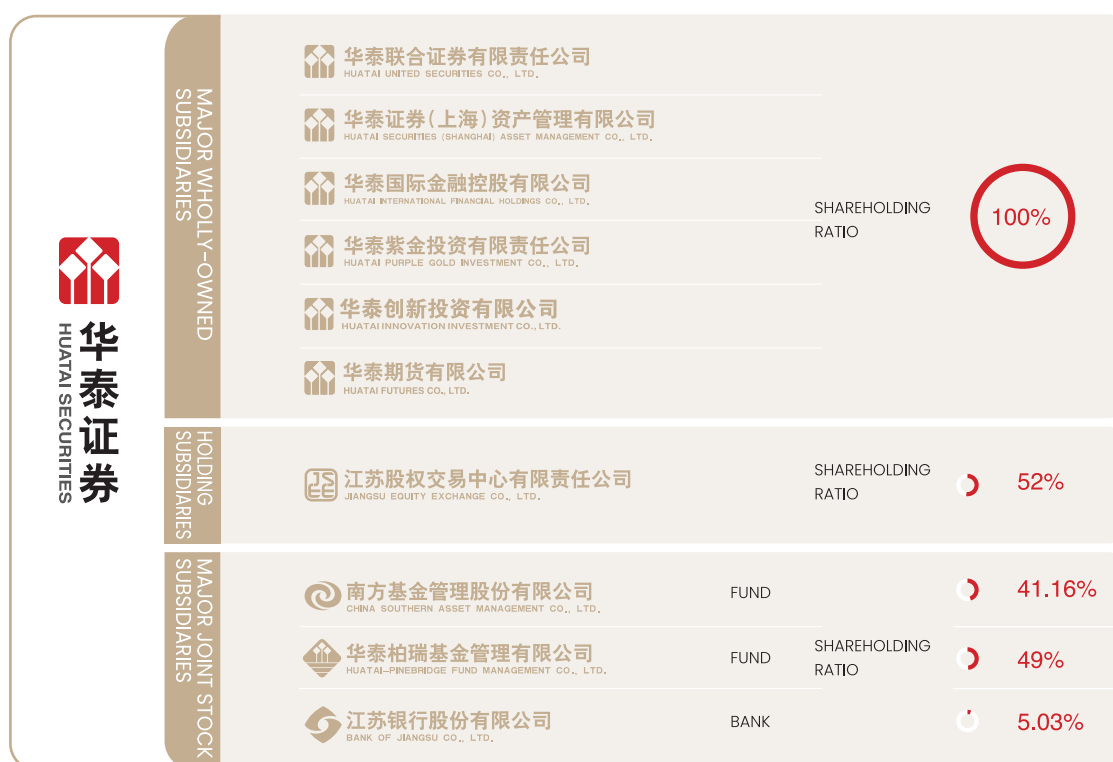 华泰证券
HUATAI SECURITIES
MAJOR WHOLLY-OWNED
SUBSIDIARIES
华泰联合证券有限责任公司
HUATAI UNITED SECURITIES CO., LTD.
华泰证券(上海)资产管理有限公司
HUATAI SECURITIES (SHANGHAI) ASSET MANAGEMENT CO., LTD.
华泰国际金融控股有限公司
HUATAI INTERNATIONAL FINANCIAL HOLDINGS CO., LTD.
华泰紫金投资有限责任公司
HUATAI PURPLE GOLD INVESTMENT CO., LTD.
华泰创新投资有限公司
HUATAI INNOVATION INVESTMENT CO., LTD.
华泰期货有限公司
HUATAI FUTURES CO., LTD.
SHAREHOLDING
RATIO
100%
HOLDING
SUBSIDIARIES
JSEE
江苏股权交易中心有限责任公司
JIANGSU EQUITY EXCHANGE CO., LTD.
SHAREHOLDING
RATIO
52%
MAJOR JOINT STOCK
SUBSIDIARIES
南方基金管理股份有限公司
CHINA SOUTHERN ASSET MANAGEMENT CO., LTD.
FUND
41.16%
华泰柏瑞基金管理有限公司
HUATAI-PINEBRIDGE FUND MANAGEMENT CO., LTD.
FUND
SHAREHOLDING
RATIO
49%
江苏银行股份有限公司
BANK OF JIANGSU CO., LTD.
BANK
5.03%